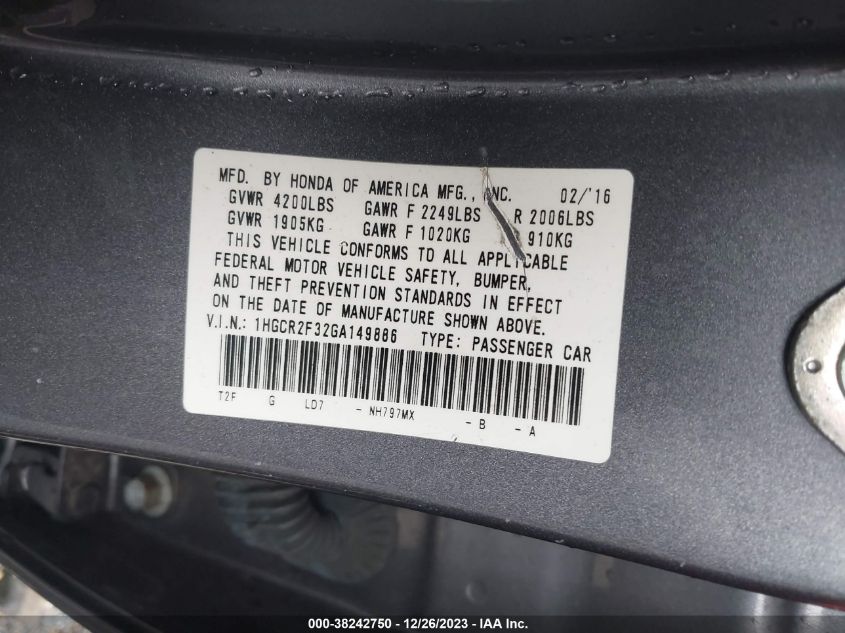 MFD. BY HONDA OF AMERICA MFG., INC. 02/'16
GVWR 4200LBS GAWR F 2249LBS R 2006LBS
GVWR 1905KG GAWR F 1020KG 910KG
THIS VEHICLE CONFORMS TO ALL APPLICABLE
FEDERAL MOTOR VEHICLE SAFETY, BUMPER,
AND THEFT PREVENTION STANDARDS IN EFFECT
ON THE DATE OF MANUFACTURE SHOWN ABOVE.
V.I.N.: 1HGCR2F32GA149886 TYPE: PASSENGER CAR
T2F G LD7 - NH797MX - B - A
000-38242750 - 12/26/2023 - IAA Inc.